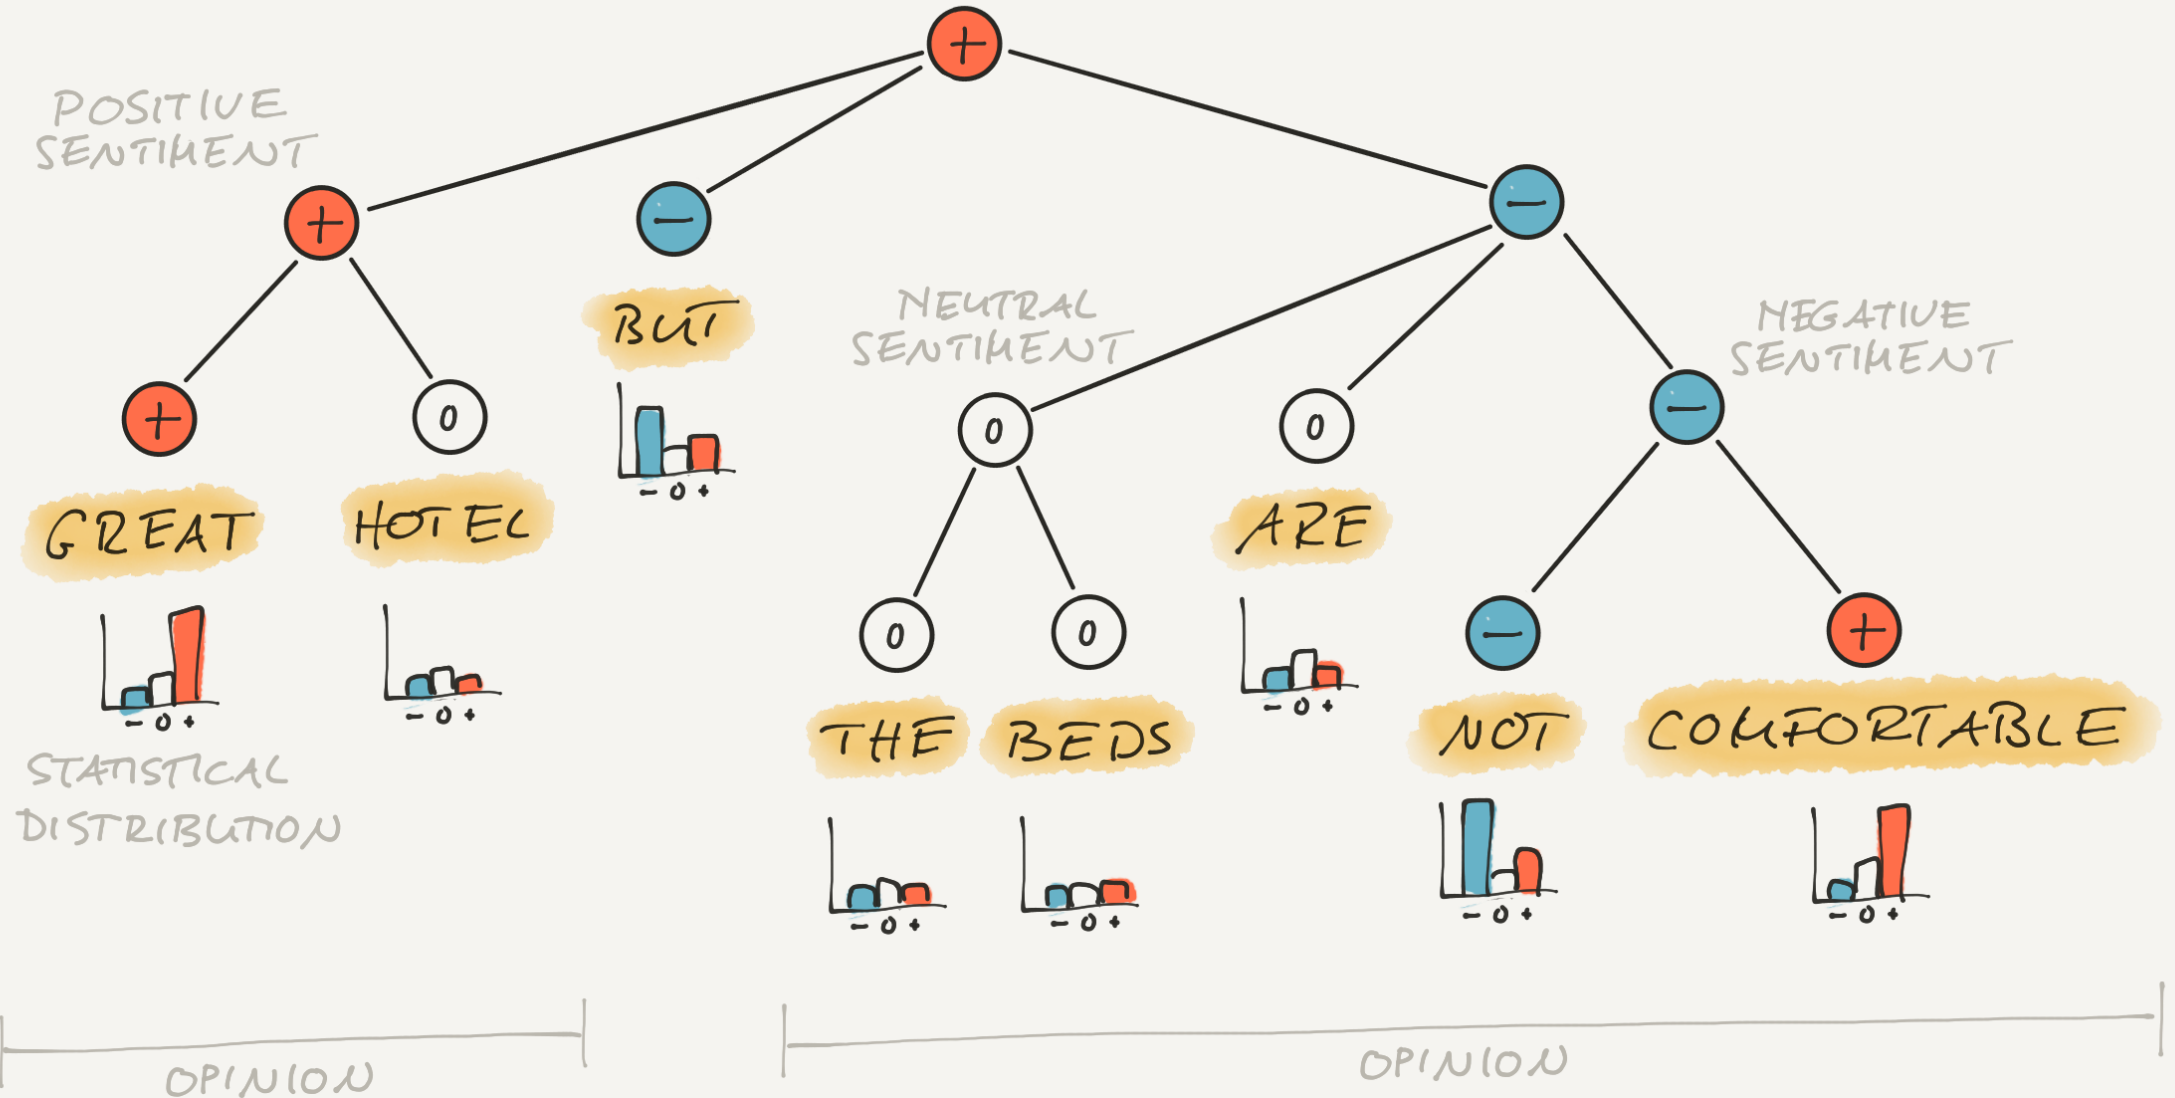 +
POSITIVE
SENTIMENT
+
−
−
BUT
− 0 +
NEUTRAL
SENTIMENT
NEGATIVE
SENTIMENT
+
0
0
0
−
GREAT
HOTEL
ARE
− 0 +
− 0 +
− 0 +
0
0
−
+
THE
BEDS
NOT
COMFORTABLE
− 0 +
− 0 +
− 0 +
− 0 +
STATISTICAL
DISTRIBUTION
OPINION
OPINION